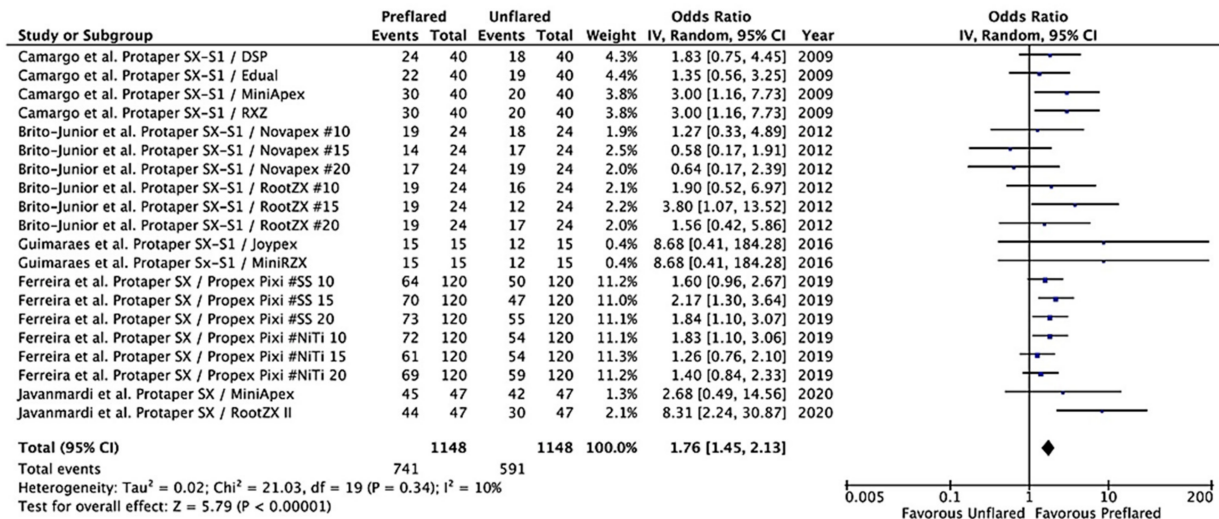 Preflared Unflared Odds Ratio Odds Ratio
Study or Subgroup Events Total Events Total Weight IV, Random, 95% CI Year IV, Random, 95% CI
Camargo et al. Protaper SX-S1 / DSP 24 40 18 40 4.3% 1.83 [0.75, 4.45] 2009
Camargo et al. Protaper SX-S1 / Edual 22 40 19 40 4.4% 1.35 [0.56, 3.25] 2009
Camargo et al. Protaper SX-S1 / MiniApex 30 40 20 40 3.8% 3.00 [1.16, 7.73] 2009
Camargo et al. Protaper SX-S1 / RXZ 30 40 20 40 3.8% 3.00 [1.16, 7.73] 2009
Brito-Junior et al. Protaper SX-S1 / Novapex #10 19 24 18 24 1.9% 1.27 [0.33, 4.89] 2012
Brito-Junior et al. Protaper SX-S1 / Novapex #15 14 24 17 24 2.5% 0.58 [0.17, 1.91] 2012
Brito-Junior et al. Protaper SX-S1 / Novapex #20 17 24 19 24 2.0% 0.64 [0.17, 2.39] 2012
Brito-Junior et al. Protaper SX-S1 / RootZX #10 19 24 16 24 2.1% 1.90 [0.52, 6.97] 2012
Brito-Junior et al. Protaper SX-S1 / RootZX #15 19 24 12 24 2.2% 3.80 [1.07, 13.52] 2012
Brito-Junior et al. Protaper SX-S1 / RootZX #20 19 24 17 24 2.0% 1.56 [0.42, 5.86] 2012
Guimaraes et al. Protaper SX-S1 / Joypex 15 15 12 15 0.4% 8.68 [0.41, 184.28] 2016
Guimaraes et al. Protaper Sx-S1 / MiniRZX 15 15 12 15 0.4% 8.68 [0.41, 184.28] 2016
Ferreira et al. Protaper SX / Propex Pixi #SS 10 64 120 50 120 11.2% 1.60 [0.96, 2.67] 2019
Ferreira et al. Protaper SX / Propex Pixi #SS 15 70 120 47 120 11.0% 2.17 [1.30, 3.64] 2019
Ferreira et al. Protaper SX / Propex Pixi #SS 20 73 120 55 120 11.1% 1.84 [1.10, 3.07] 2019
Ferreira et al. Protaper SX / Propex Pixi #NiTi 10 72 120 54 120 11.1% 1.83 [1.10, 3.06] 2019
Ferreira et al. Protaper SX / Propex Pixi #NiTi 15 61 120 54 120 11.3% 1.26 [0.76, 2.10] 2019
Ferreira et al. Protaper SX / Propex Pixi #NiTi 20 69 120 59 120 11.2% 1.40 [0.84, 2.33] 2019
Javanmardi et al. Protaper SX / MiniApex 45 47 42 47 1.3% 2.68 [0.49, 14.56] 2020
Javanmardi et al. Protaper SX / RootZX II 44 47 30 47 2.1% 8.31 [2.24, 30.87] 2020
Total (95% CI) 1148 1148 100.0% 1.76 [1.45, 2.13]
Total events 741 591
Heterogeneity: Tau² = 0.02; Chi² = 21.03, df = 19 (P = 0.34); I² = 10%
Test for overall effect: Z = 5.79 (P < 0.00001)
0.005 0.1 1 10 200
Favorous Unflared Favorous Preflared